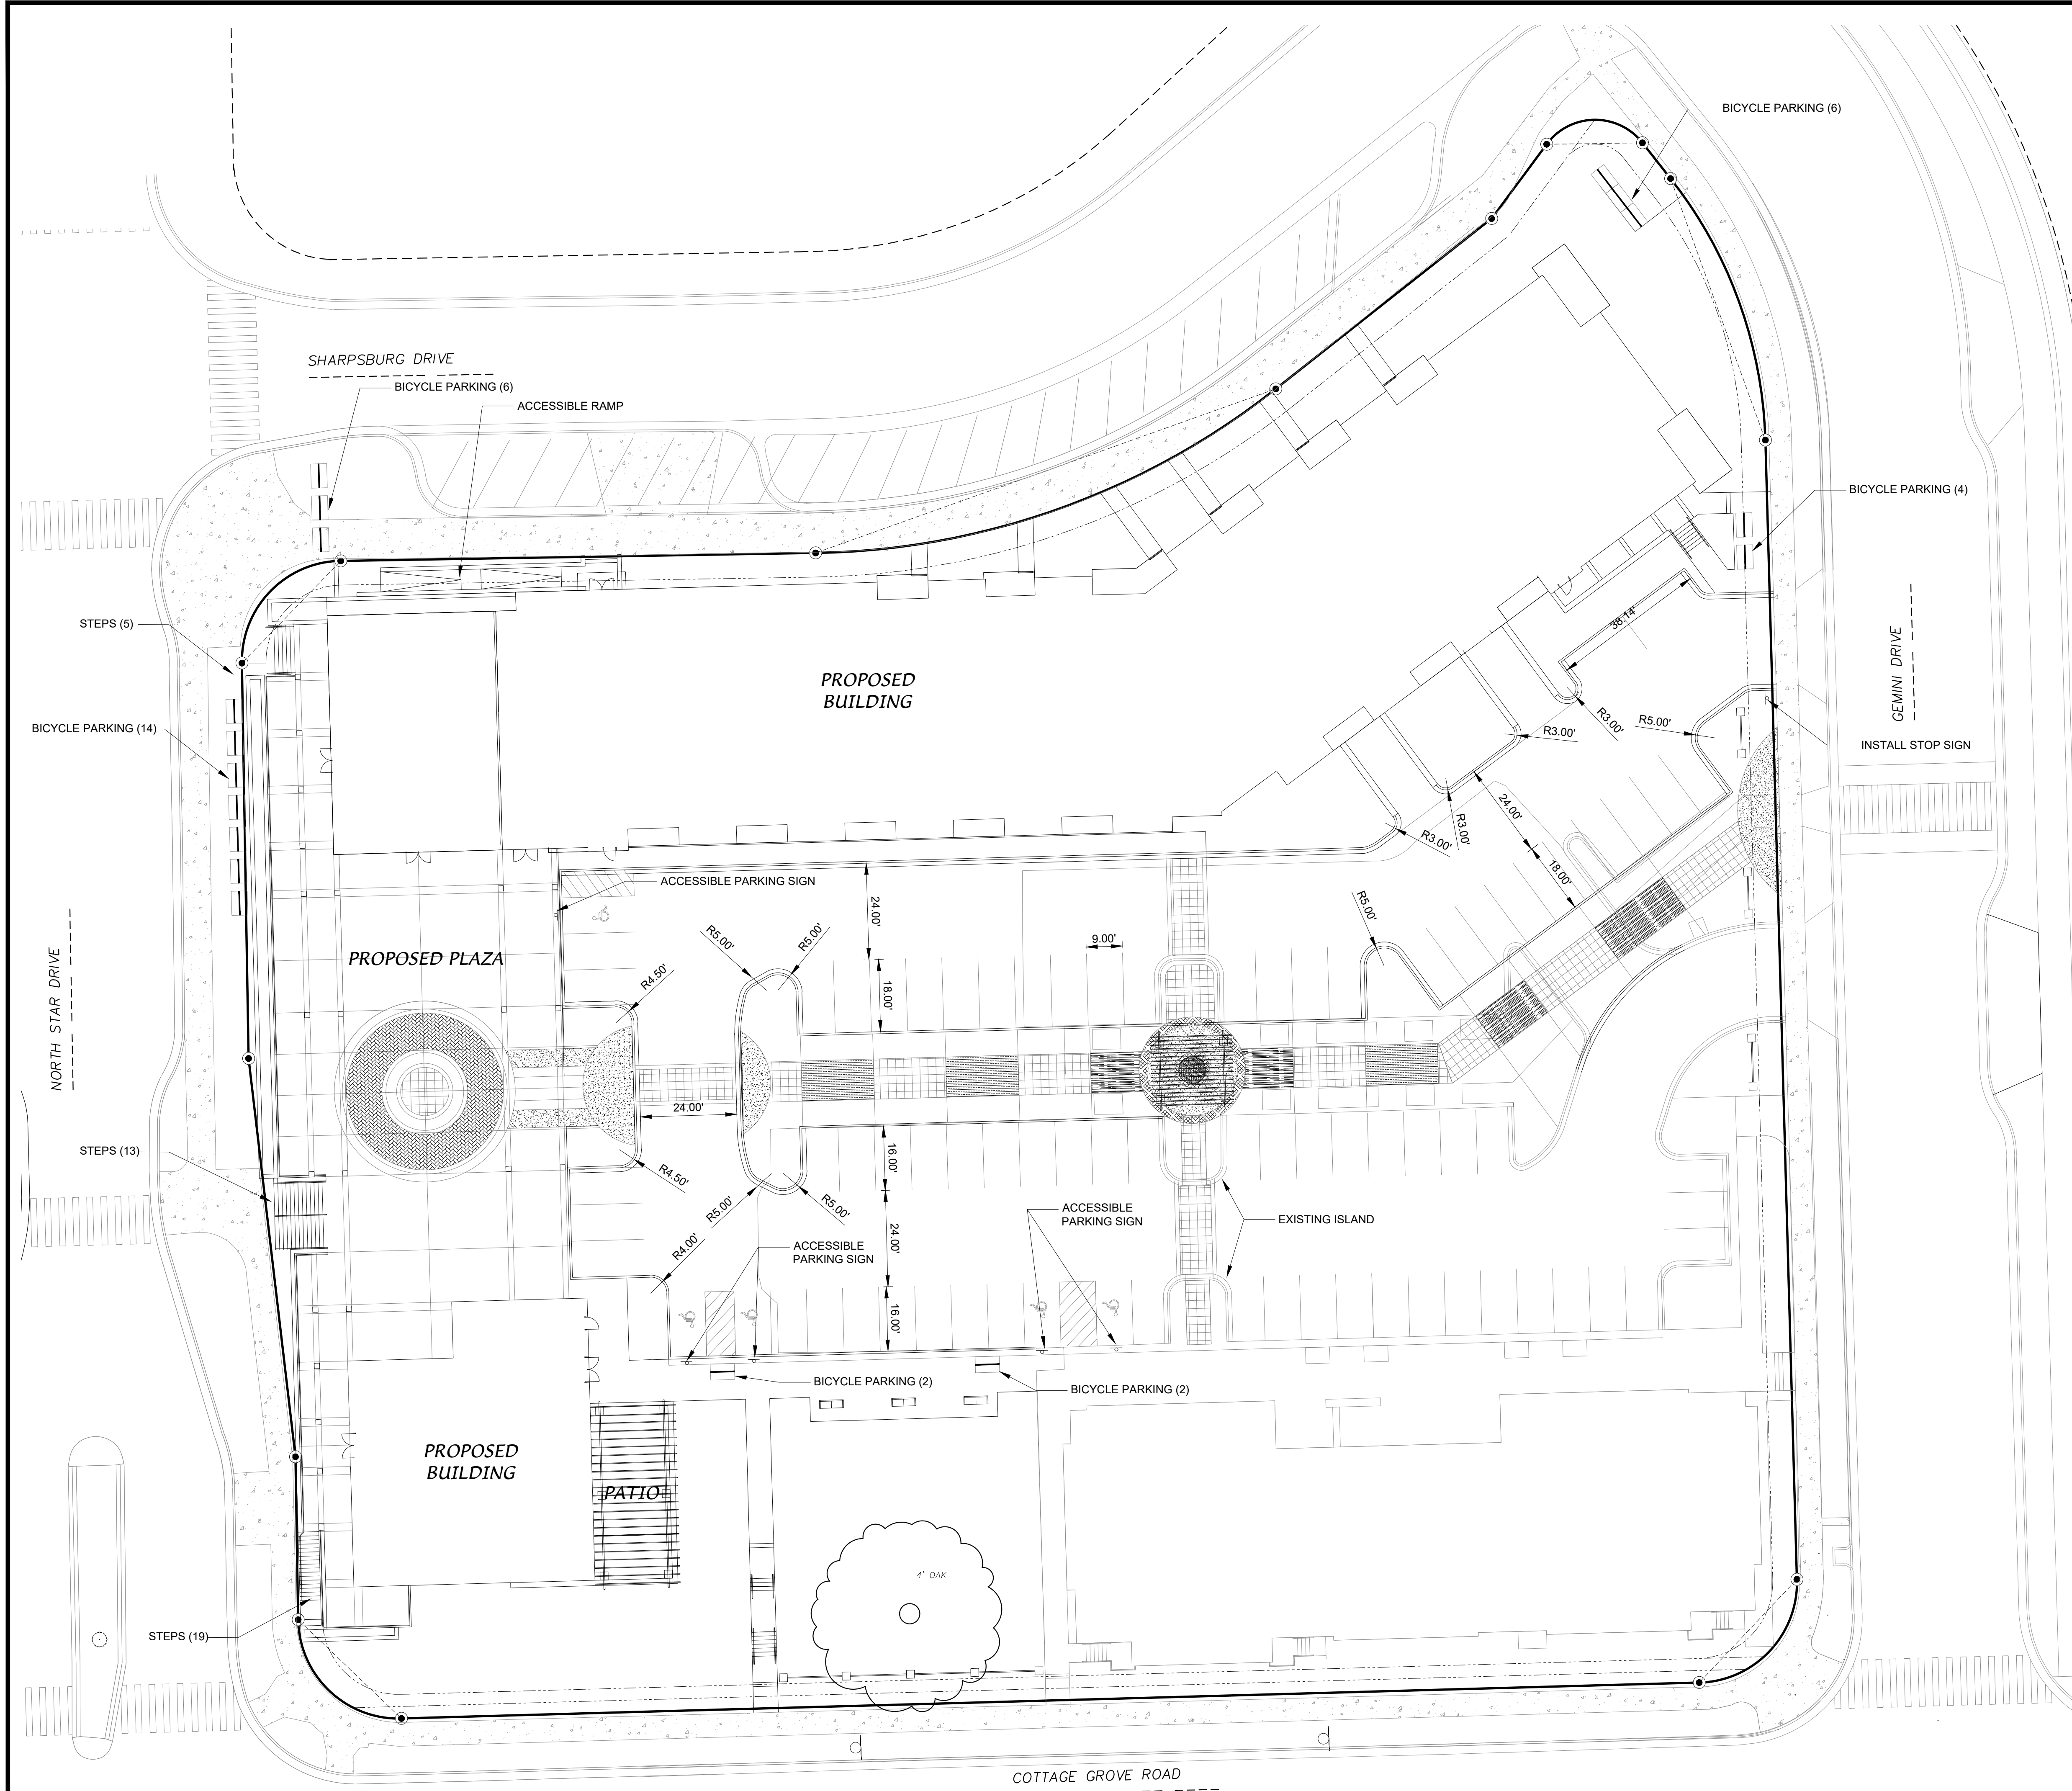 BICYCLE PARKING (6)
SHARPSBURG DRIVE
BICYCLE PARKING (6)
ACCESSIBLE RAMP
BICYCLE PARKING (4)
STEPS (5)
38.14'
GEMINI DRIVE
PROPOSED
BUILDING
BICYCLE PARKING (14)
R3.00'
R3.00'
R5.00'
INSTALL STOP SIGN
24.00'
R3.00'
R3.00'
18.00'
ACCESSIBLE PARKING SIGN
24.00'
R5.00'
R5.00'
R5.00'
9.00'
NORTH STAR DRIVE
PROPOSED PLAZA
R4.50'
18.00'
24.00'
STEPS (13)
16.00'
R4.50'
R5.00'
R5.00'
ACCESSIBLE
PARKING SIGN
EXISTING ISLAND
R4.00'
24.00'
ACCESSIBLE
PARKING SIGN
16.00'
BICYCLE PARKING (2)
BICYCLE PARKING (2)
PROPOSED
BUILDING
PATIO
4' OAK
STEPS (19)
COTTAGE GROVE ROAD